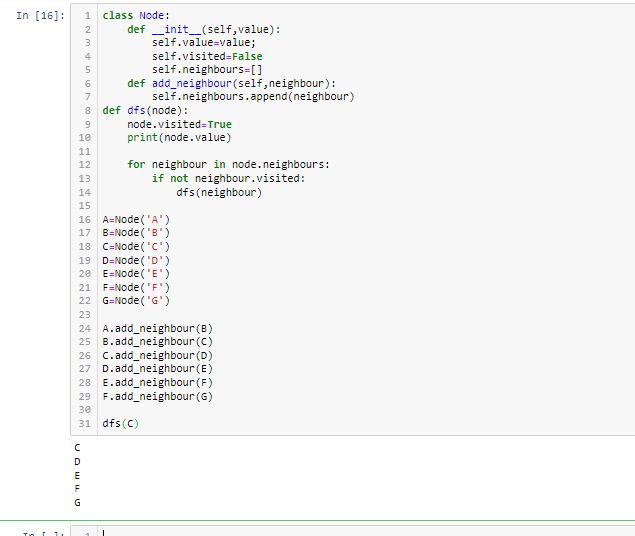 In [16]:
1 class Node:
2     def __init__(self,value):
3         self.value=value;
4         self.visited=False
5         self.neighbours=[]
6     def add_neighbour(self,neighbour):
7         self.neighbours.append(neighbour)
8 def dfs(node):
9     node.visited=True
10     print(node.value)
11
12     for neighbour in node.neighbours:
13         if not neighbour.visited:
14             dfs(neighbour)
15
16 A=Node('A')
17 B=Node('B')
18 C=Node('C')
19 D=Node('D')
20 E=Node('E')
21 F=Node('F')
22 G=Node('G')
23
24 A.add_neighbour(B)
25 B.add_neighbour(C)
26 C.add_neighbour(D)
27 D.add_neighbour(E)
28 E.add_neighbour(F)
29 F.add_neighbour(G)
30
31 dfs(C)
C
D
E
F
G
In [ ]: 1